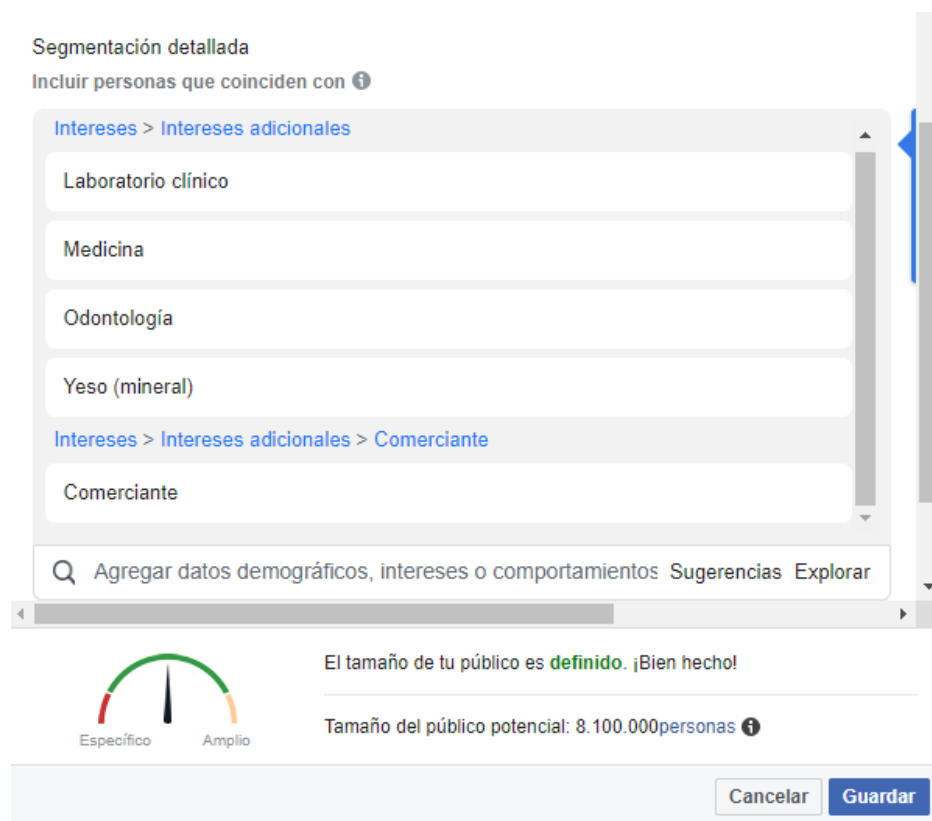 Segmentación detallada
Incluir personas que coinciden con
Intereses > Intereses adicionales
Laboratorio clínico
Medicina
Odontología
Yeso (mineral)
Intereses > Intereses adicionales > Comerciante
Comerciante
Agregar datos demográficos, intereses o comportamientos Sugerencias Explorar
El tamaño de tu público es definido. ¡Bien hecho!
Específico Amplio
Tamaño del público potencial: 8.100.000personas
Cancelar Guardar